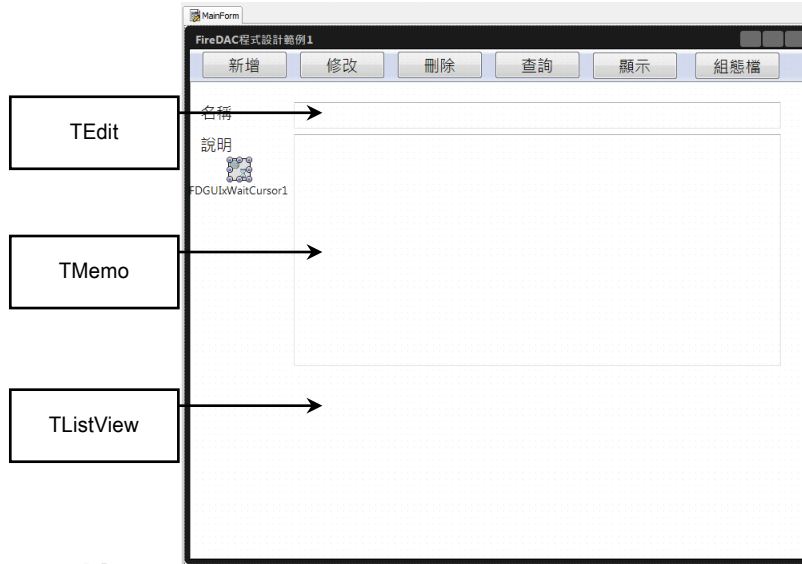 MainForm
FireDAC程式設計範例1
新增 修改 刪除 查詢 顯示 組態檔
TEdit
名稱
說明
FDGUIxWaitCursor1
TMemo
TListView